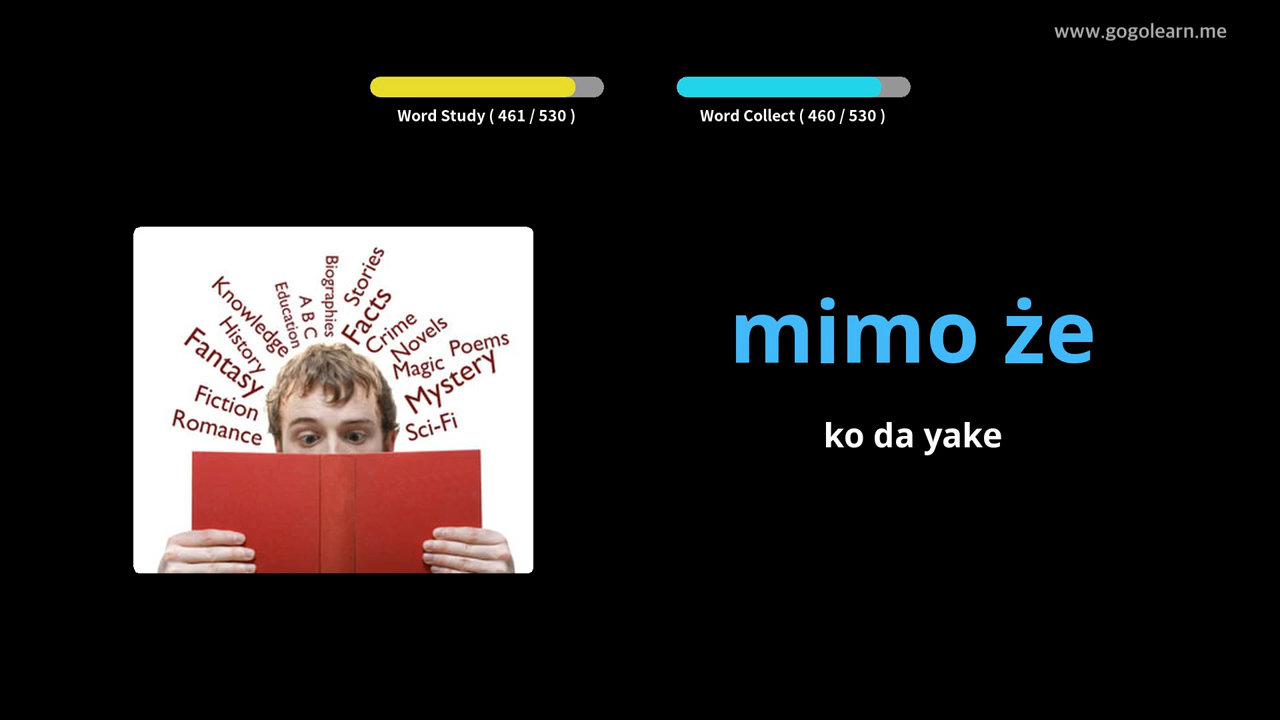 www.gogolearn.me
Word Study ( 461 / 530 )
Word Collect ( 460 / 530 )
Knowledge
History
Fantasy
Fiction
Romance
Education
A B C
Biographies
Stories
Facts
Crime
Novels
Magic
Poems
Mystery
Sci-Fi
mimo że
ko da yake